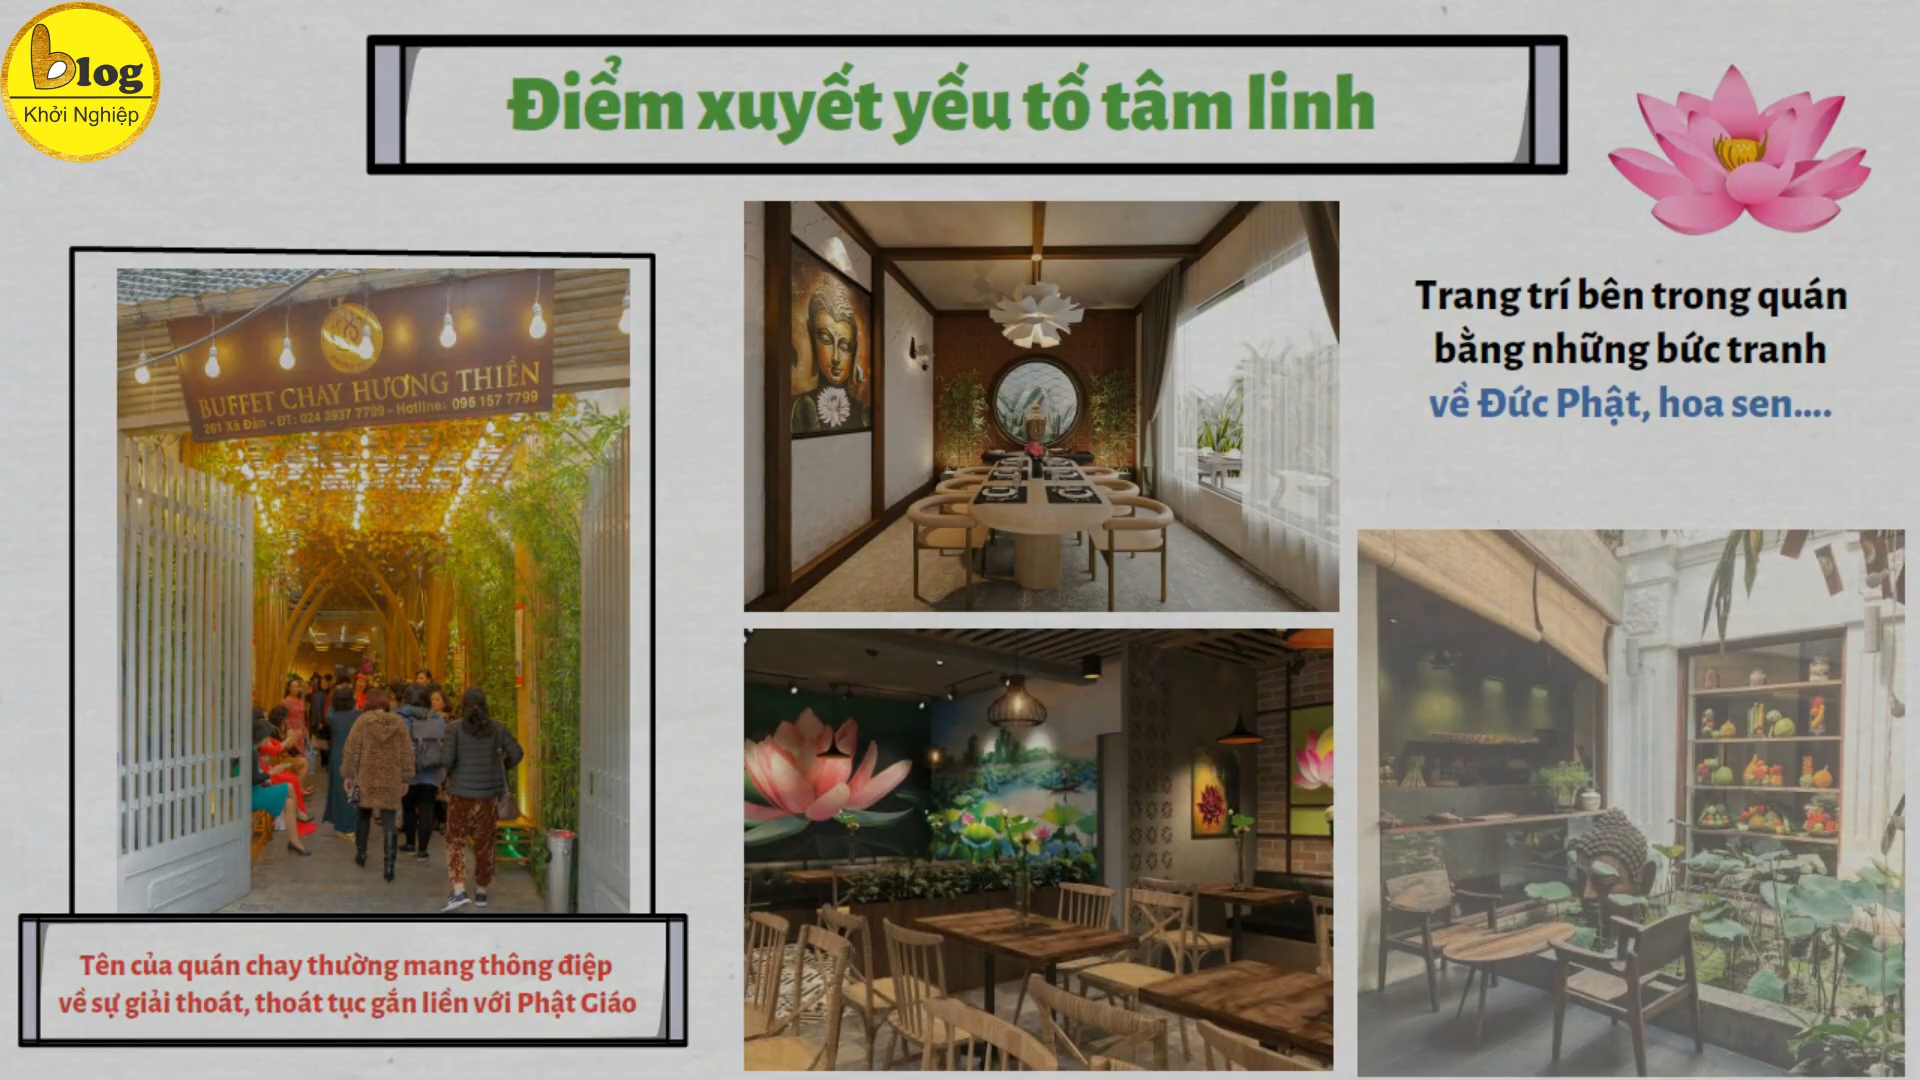 blog
Khởi Nghiệp
Điểm xuyết yếu tố tâm linh
BUFFET CHAY HƯƠNG THIỀN
261 Xã Đàn - ĐT: 024 3937 7799 - Hotline: 096 157 7799
Trang trí bên trong quán
bằng những bức tranh
về Đức Phật, hoa sen....
Tên của quán chay thường mang thông điệp
về sự giải thoát, thoát tục gắn liền với Phật Giáo